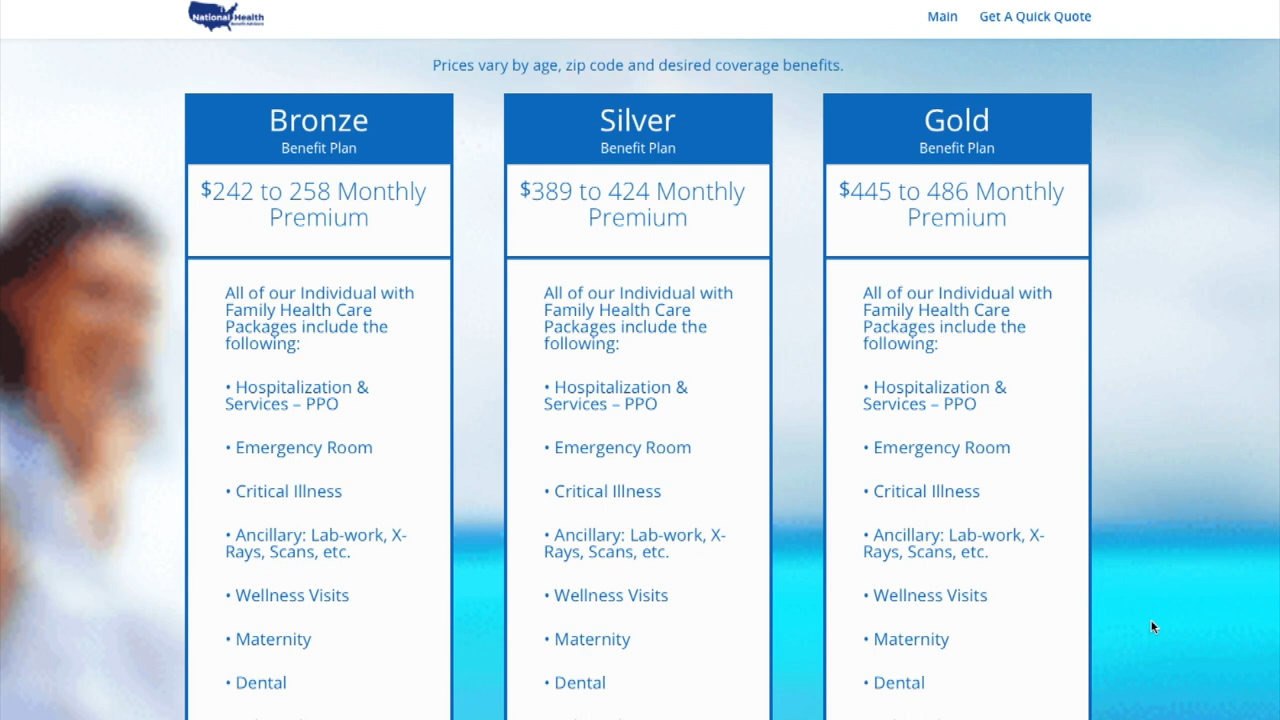 National Health
Benefit Advisors
Main
Get A Quick Quote
Prices vary by age, zip code and desired coverage benefits.
Bronze
Benefit Plan
$242 to 258 Monthly
Premium
All of our Individual with
Family Health Care
Packages include the
following:
• Hospitalization &
Services – PPO
• Emergency Room
• Critical Illness
• Ancillary: Lab-work, X-
Rays, Scans, etc.
• Wellness Visits
• Maternity
• Dental
Silver
Benefit Plan
$389 to 424 Monthly
Premium
All of our Individual with
Family Health Care
Packages include the
following:
• Hospitalization &
Services – PPO
• Emergency Room
• Critical Illness
• Ancillary: Lab-work, X-
Rays, Scans, etc.
• Wellness Visits
• Maternity
• Dental
Gold
Benefit Plan
$445 to 486 Monthly
Premium
All of our Individual with
Family Health Care
Packages include the
following:
• Hospitalization &
Services – PPO
• Emergency Room
• Critical Illness
• Ancillary: Lab-work, X-
Rays, Scans, etc.
• Wellness Visits
• Maternity
• Dental